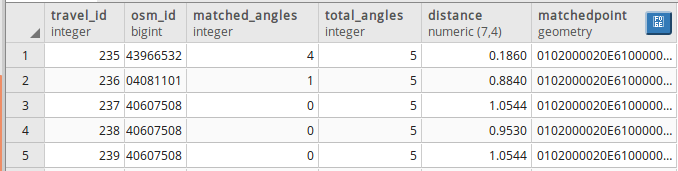 travel_id osm_id matched_angles total_angles distance matchedpoint
integer bigint integer integer numeric (7,4) geometry
1 235 43966532 4 5 0.1860 0102000020E6100000...
2 236 04081101 1 5 0.8840 0102000020E6100000...
3 237 40607508 0 5 1.0544 0102000020E6100000...
4 238 40607508 0 5 0.9530 0102000020E6100000...
5 239 40607508 0 5 1.0544 0102000020E6100000...